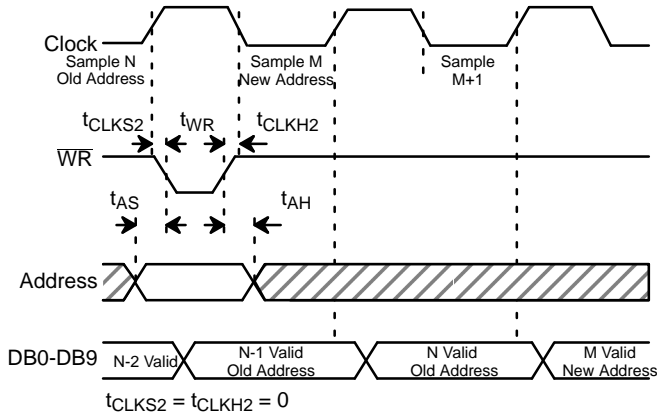 Clock
Sample N
Old Address
Sample M
New Address
Sample
M+1
tCLKS2
tWR
tCLKH2
WR
tAS
tAH
Address
DB0-DB9
N-2 Valid
N-1 Valid
Old Address
N Valid
Old Address
M Valid
New Address
tCLKS2 = tCLKH2 = 0